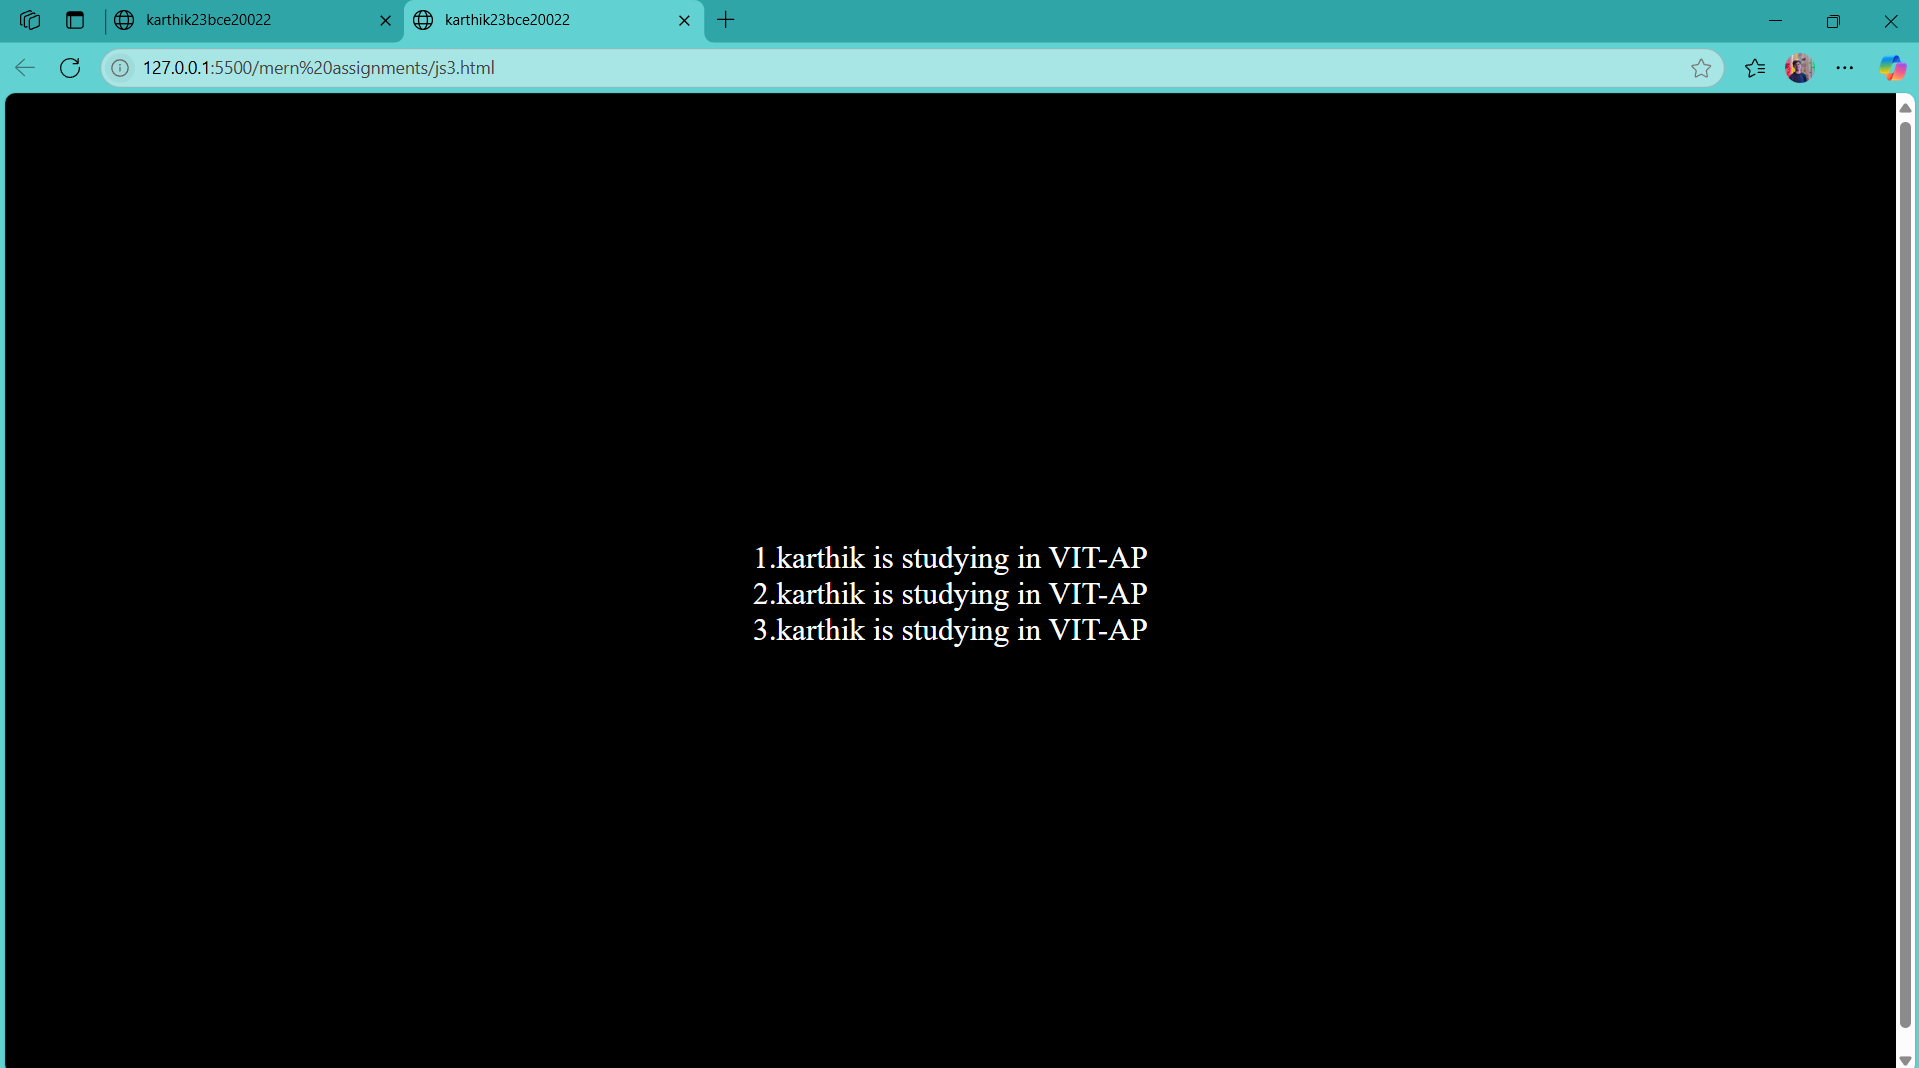 karthik23bce20022
karthik23bce20022
127.0.0.1:5500/mern%20assignments/js3.html
1.karthik is studying in VIT-AP
2.karthik is studying in VIT-AP
3.karthik is studying in VIT-AP